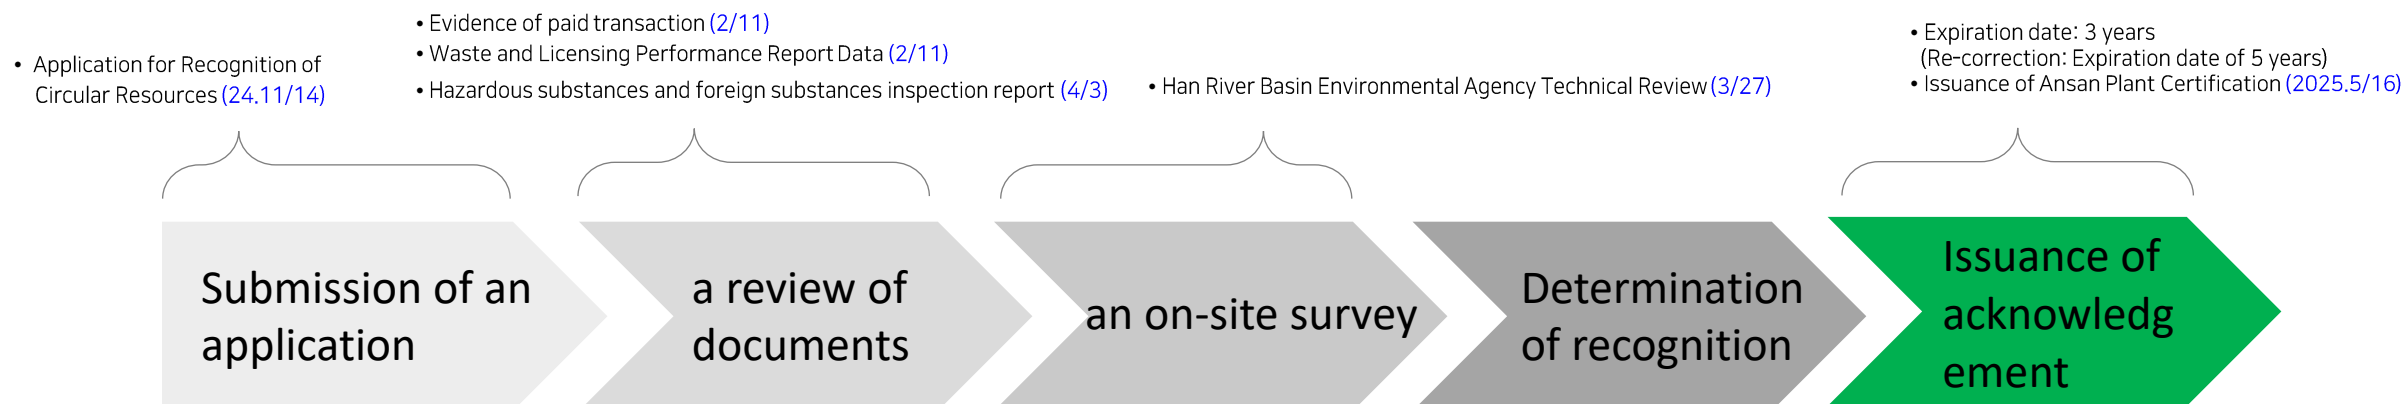 • Application for Recognition of
Circular Resources (24.11/14)
• Evidence of paid transaction (2/11)
• Waste and Licensing Performance Report Data (2/11)
• Hazardous substances and foreign substances inspection report (4/3)
• Han River Basin Environmental Agency Technical Review (3/27)
• Expiration date: 3 years
(Re-correction: Expiration date of 5 years)
• Issuance of Ansan Plant Certification (2025.5/16)
Submission of an
application
a review of
documents
an on-site survey
Determination
of recognition
Issuance of
acknowledg
ement